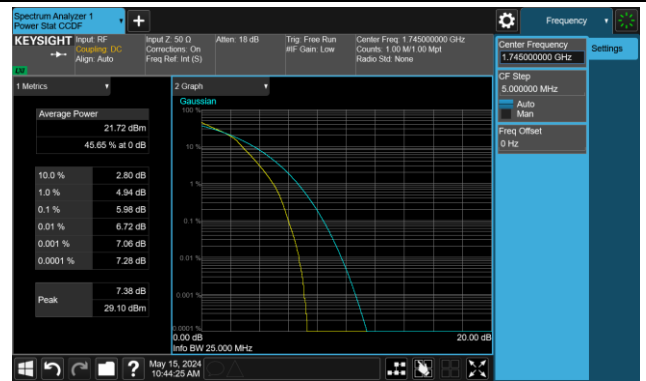 Spectrum Analyzer 1
Power Stat CCDF
Frequency
KEYSIGHT
Input: RF
Coupling: DC
Align: Auto
Input Z: 50 Ω
Corrections: On
Freq Ref: Int (S)
Atten: 18 dB
Trig: Free Run
#IF Gain: Low
Center Freq: 1.745000000 GHz
Counts: 1.00 M/1.00 Mpt
Radio Std: None
LW
Center Frequency
1.745000000 GHz
Settings
CF Step
5.000000 MHz
Auto
Man
Freq Offset
0 Hz
1 Metrics
Average Power
21.72 dBm
45.65 % at 0 dB
10.0 % 2.80 dB
1.0 % 4.94 dB
0.1 % 5.98 dB
0.01 % 6.72 dB
0.001 % 7.06 dB
0.0001 % 7.28 dB
Peak
7.38 dB
29.10 dBm
2 Graph
Gaussian
100 %
10 %
1 %
0.1 %
0.01 %
0.001 %
0.0001 %
0.00 dB
20.00 dB
Info BW 25.000 MHz
?
May 15, 2024
10:44:25 AM